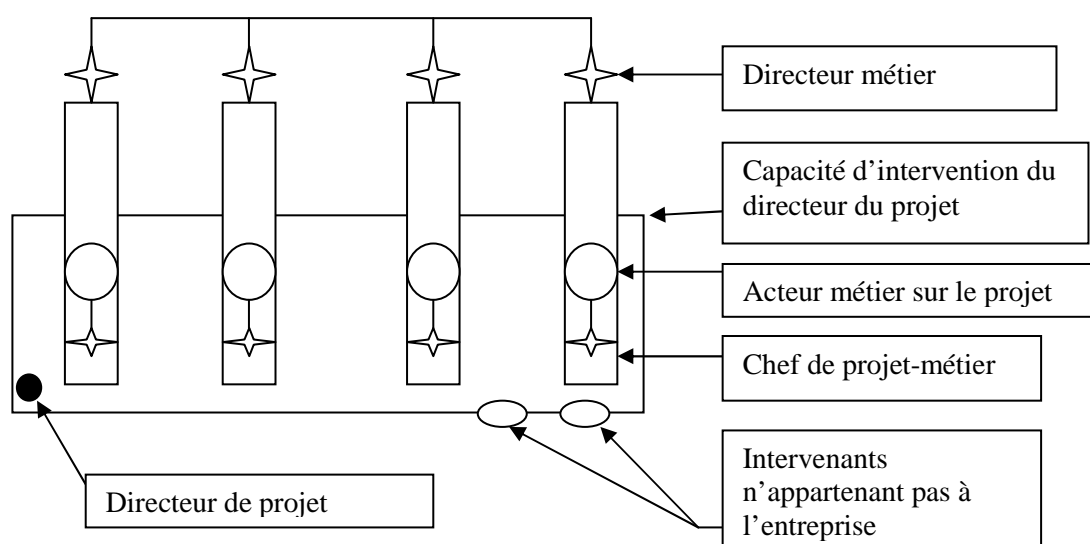 Directeur métier
Capacité d’intervention du
directeur du projet
Acteur métier sur le projet
Chef de projet-métier
Intervenants
n’appartenant pas à
l’entreprise
Directeur de projet